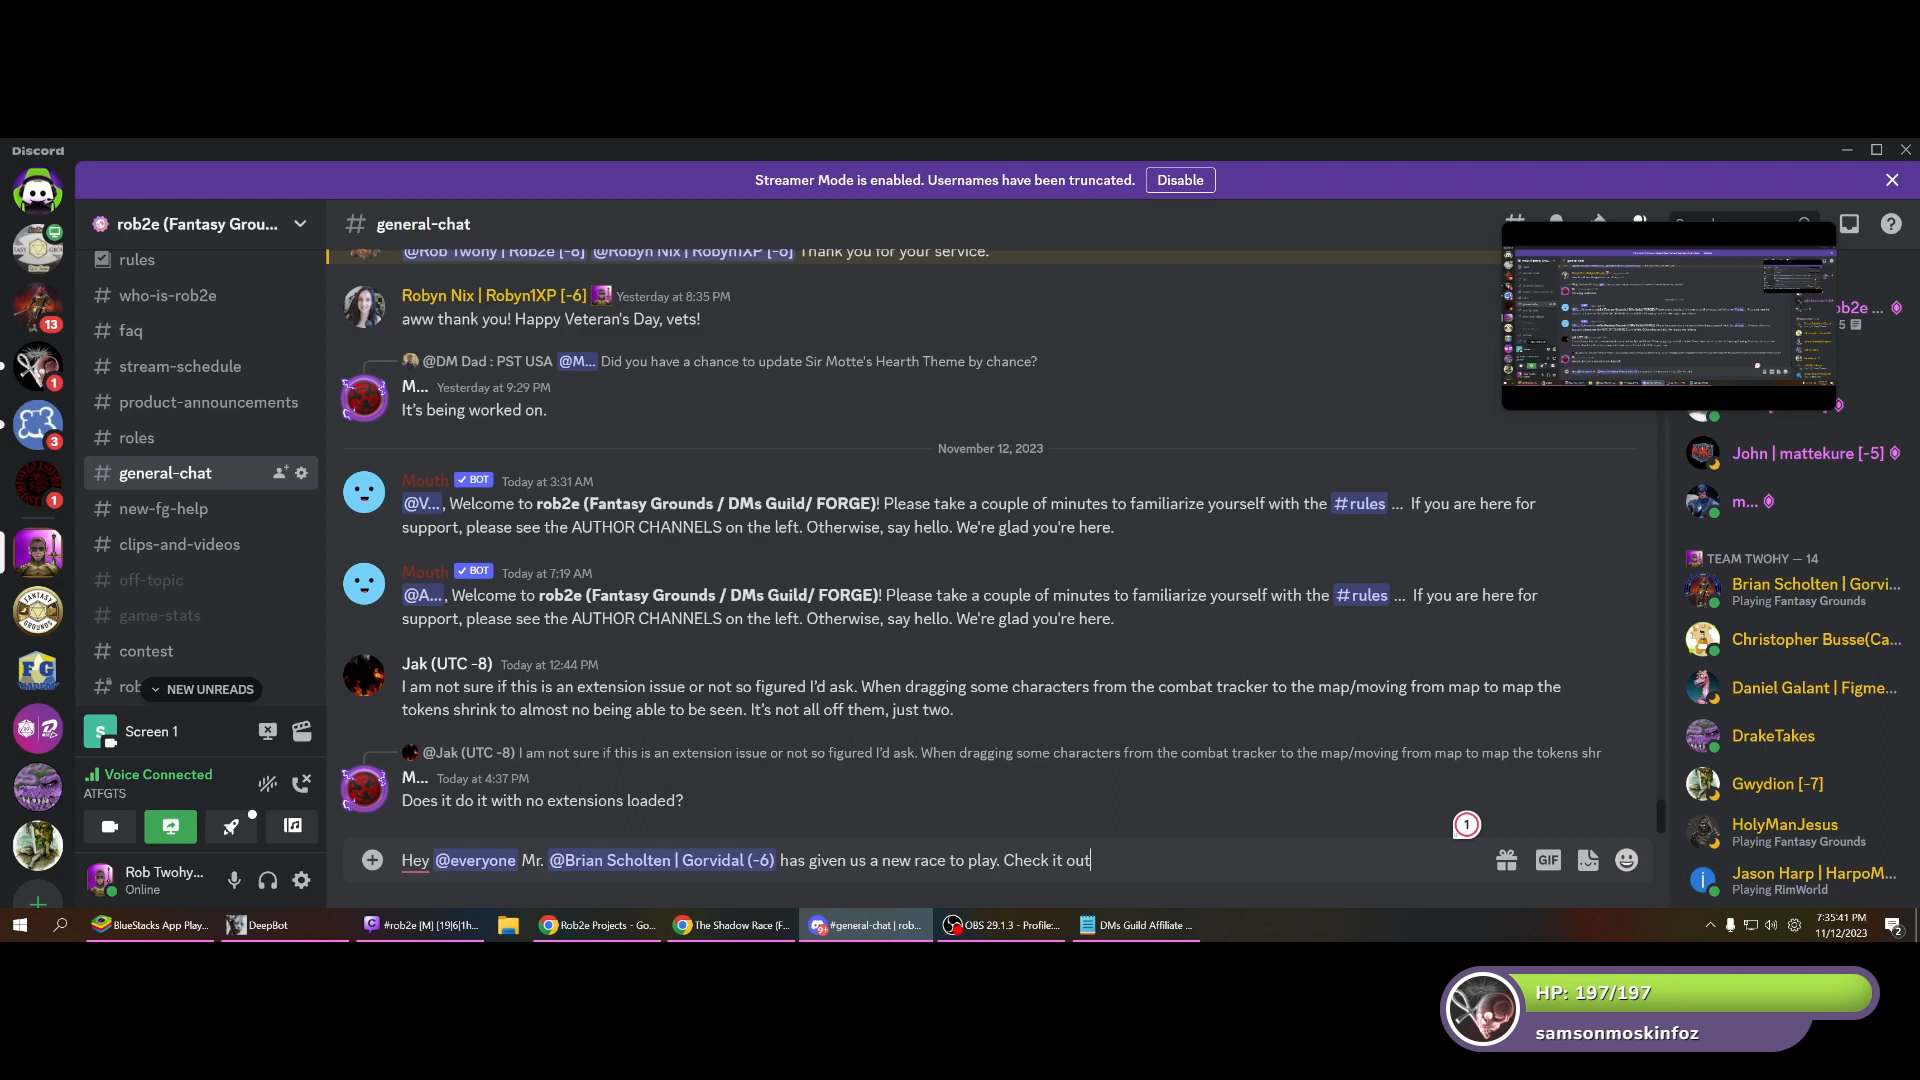 Discord
Streamer Mode is enabled. Usernames have been truncated. Disable
rob2e (Fantasy Grou...
general-chat
rules
who-is-rob2e
faq
stream-schedule
product-announcements
roles
general-chat
new-fg-help
clips-and-videos
off-topic
game-stats
contest
rob
NEW UNREADS
13
1
3
1
Screen 1
Voice Connected
ATFGTS
Rob Twohy...
Online
@Rob Twohy | Rob2e [-8] @Robyn Nix | Robyn1XP [-6] Thank you for your service.
Robyn Nix | Robyn1XP [-6] Yesterday at 8:35 PM
aww thank you! Happy Veteran's Day, vets!
@DM Dad : PST USA @M... Did you have a chance to update Sir Motte's Hearth Theme by chance?
M... Yesterday at 9:29 PM
It's being worked on.
November 12, 2023
Mouth BOT Today at 3:31 AM
@V..., Welcome to rob2e (Fantasy Grounds / DMs Guild/ FORGE)! Please take a couple of minutes to familiarize yourself with the #rules ... If you are here for
support, please see the AUTHOR CHANNELS on the left. Otherwise, say hello. We're glad you're here.
Mouth BOT Today at 7:19 AM
@A..., Welcome to rob2e (Fantasy Grounds / DMs Guild/ FORGE)! Please take a couple of minutes to familiarize yourself with the #rules ... If you are here for
support, please see the AUTHOR CHANNELS on the left. Otherwise, say hello. We're glad you're here.
Jak (UTC -8) Today at 12:44 PM
I am not sure if this is an extension issue or not so figured I'd ask. When dragging some characters from the combat tracker to the map/moving from map to map the
tokens shrink to almost no being able to be seen. It's not all off them, just two.
@Jak (UTC -8) I am not sure if this is an extension issue or not so figured I'd ask. When dragging some characters from the combat tracker to the map/moving from map to map the tokens shr
M... Today at 4:37 PM
Does it do it with no extensions loaded?
1
Hey @everyone Mr. @Brian Scholten | Gorvidal (-6) has given us a new race to play. Check it out
GIF
ob2e ...
5
John | mattekure [-5]
m...
TEAM TWOHY — 14
Brian Scholten | Gorvi...
Playing Fantasy Grounds
Christopher Busse(Ca...
Daniel Galant | Figme...
DrakeTakes
Gwydion [-7]
HolyManJesus
Playing Fantasy Grounds
Jason Harp | HarpoM...
Playing RimWorld
BlueStacks App Play...
DeepBot
#rob2e [M] [19|6|1h...
Rob2e Projects - Go...
The Shadow Race (F...
9+
#general-chat | rob...
OBS 29.1.3 - Profile:...
DMs Guild Affiliate ...
7:35:41 PM
11/12/2023
2
HP: 197/197
samsonmoskinfoz